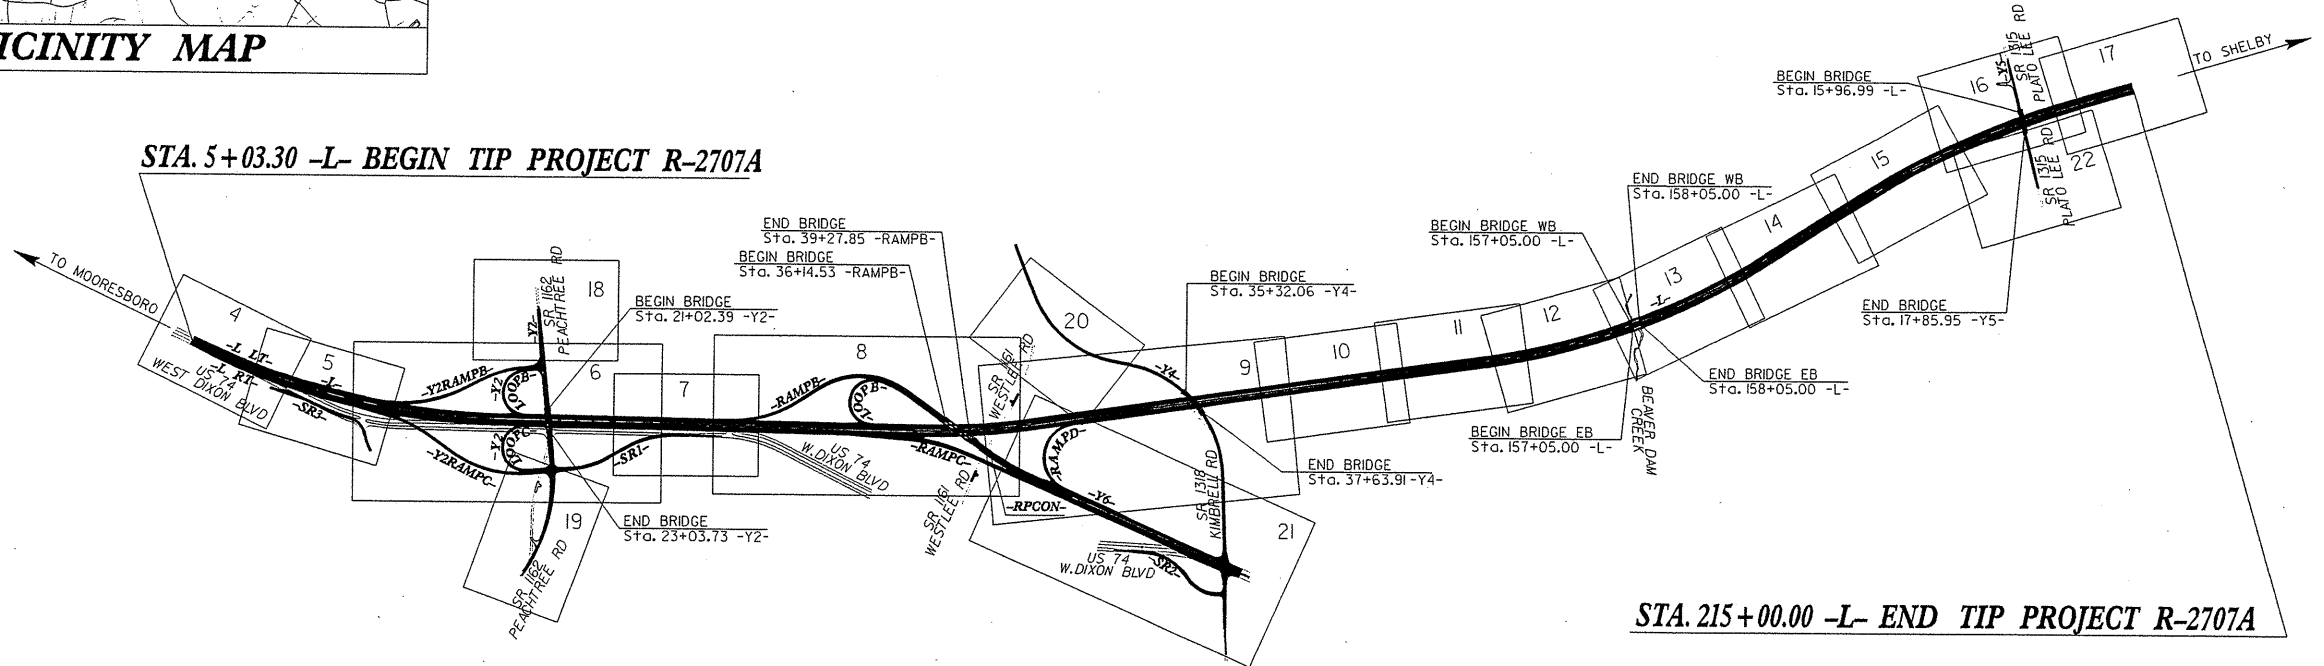 ICINITY MAP
STA. 5+03.30 -L- BEGIN TIP PROJECT R-2707A
TO MOORESBORO
4
-L LT-
-L RT-
US 74
WEST DIXON BLVD
5
-L-
-SR3-
-Y2RAMPB-
-Y2RAMPC-
18
-Y2-
SR 1162
PEACHTREE RD
BEGIN BRIDGE
Sta. 21+02.39 -Y2-
-Y2
LOOPB-
6
-Y2
LOOPC-
-SR1-
7
19
SR 1162
PEACHTREE RD
END BRIDGE
Sta. 23+03.73 -Y2-
END BRIDGE
Sta. 39+27.85 -RAMPB-
BEGIN BRIDGE
Sta. 36+14.53 -RAMPB-
8
-RAMPB-
LOOPB-
US 74
W.DIXON BLVD
-RAMPC-
SR 1161
WESTLEE RD
SR 1161
WESTLEE RD
-RPCON-
20
-Y4-
BEGIN BRIDGE
Sta. 35+32.06 -Y4-
-RAMPD-
-Y6-
SR 1318
KIMBRELL RD
21
US 74
W.DIXON BLVD
-SR2-
END BRIDGE
Sta. 37+63.91 -Y4-
9
10
11
12
13
14
15
16
17
-L-
BEGIN BRIDGE WB
Sta. 157+05.00 -L-
END BRIDGE WB
Sta. 158+05.00 -L-
BEGIN BRIDGE EB
Sta. 157+05.00 -L-
END BRIDGE EB
Sta. 158+05.00 -L-
BEAVER DAM
CREEK
BEGIN BRIDGE
Sta. 15+96.99 -L-
END BRIDGE
Sta. 17+85.95 -Y5-
-Y5-
SR 1315
PLATO LEE RD
SR 1315
PLATO LEE RD
22
TO SHELBY
STA. 215+00.00 -L- END TIP PROJECT R-2707A